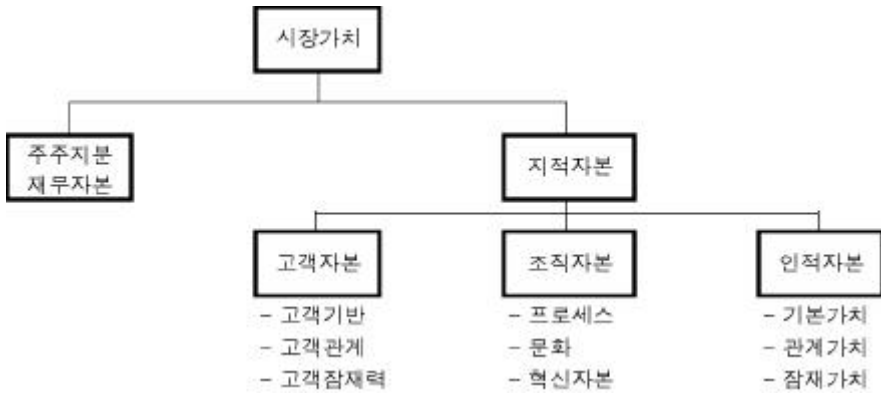 시장가치
주주지분
재무자본
지적자본
고객자본
조직자본
인적자본
– 고객기반
– 고객관계
– 고객잠재력
– 프로세스
– 문화
– 혁신자본
– 기본가치
– 관계가치
– 잠재가치